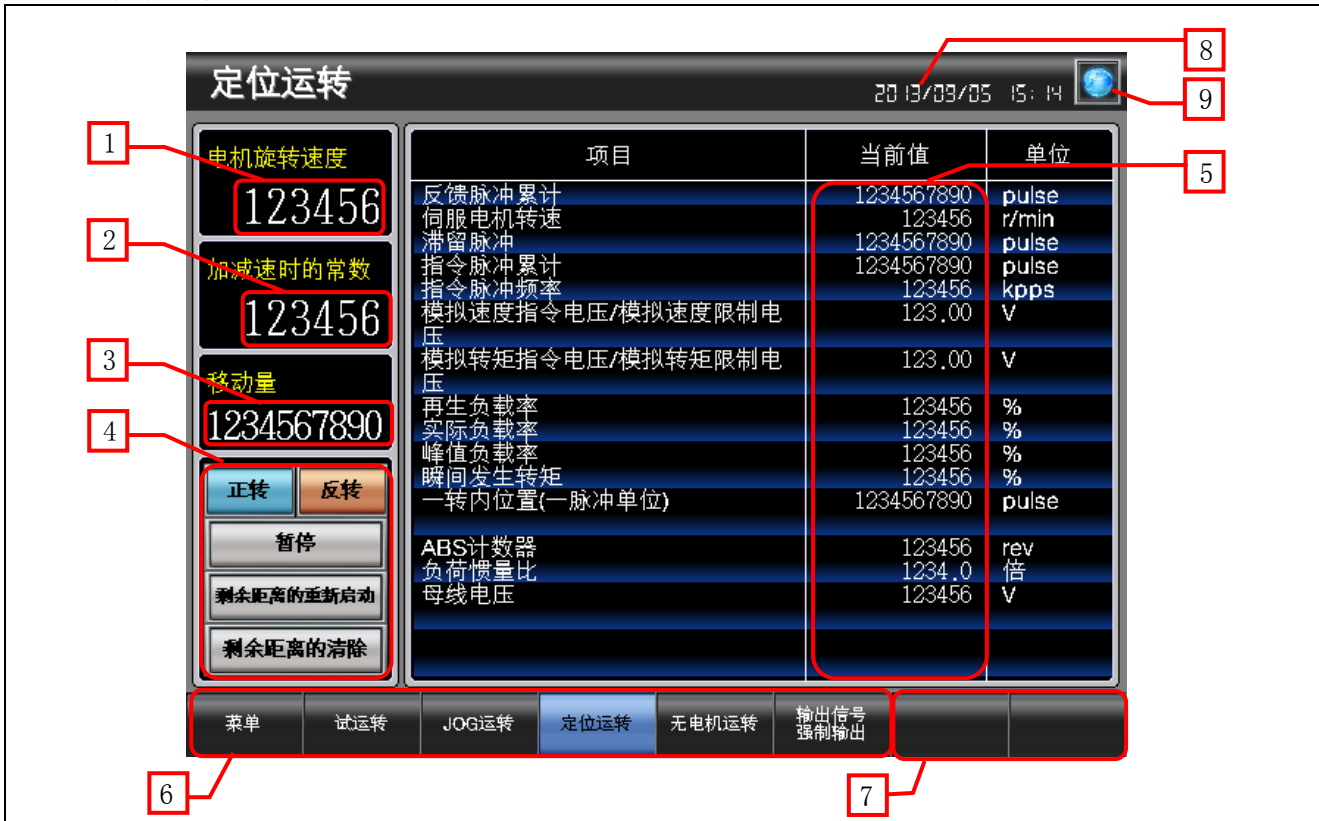 定位运转
2013/09/05 15:14
8
9
1
电机旋转速度
123456
2
加减速时的常数
123456
3
移动量
1234567890
4
正转 反转
暂停
剩余距离的重新启动
剩余距离的清除
项目 当前值 单位
5
反馈脉冲累计 1234567890 pulse
伺服电机转速 123456 r/min
滞留脉冲 1234567890 pulse
指令脉冲累计 1234567890 pulse
指令脉冲频率 123456 kpps
模拟速度指令电压/模拟速度限制电 123.00 V
压
模拟转矩指令电压/模拟转矩限制电 123.00 V
压
再生负载率 123456 %
实际负载率 123456 %
峰值负载率 123456 %
瞬间发生转矩 123456 %
一转内位置(一脉冲单位) 1234567890 pulse
ABS计数器 123456 rev
负荷惯量比 1234.0 倍
母线电压 123456 V
菜单 试运转 JOG运转 定位运转 无电机运转 输出信号
强制输出
6
7